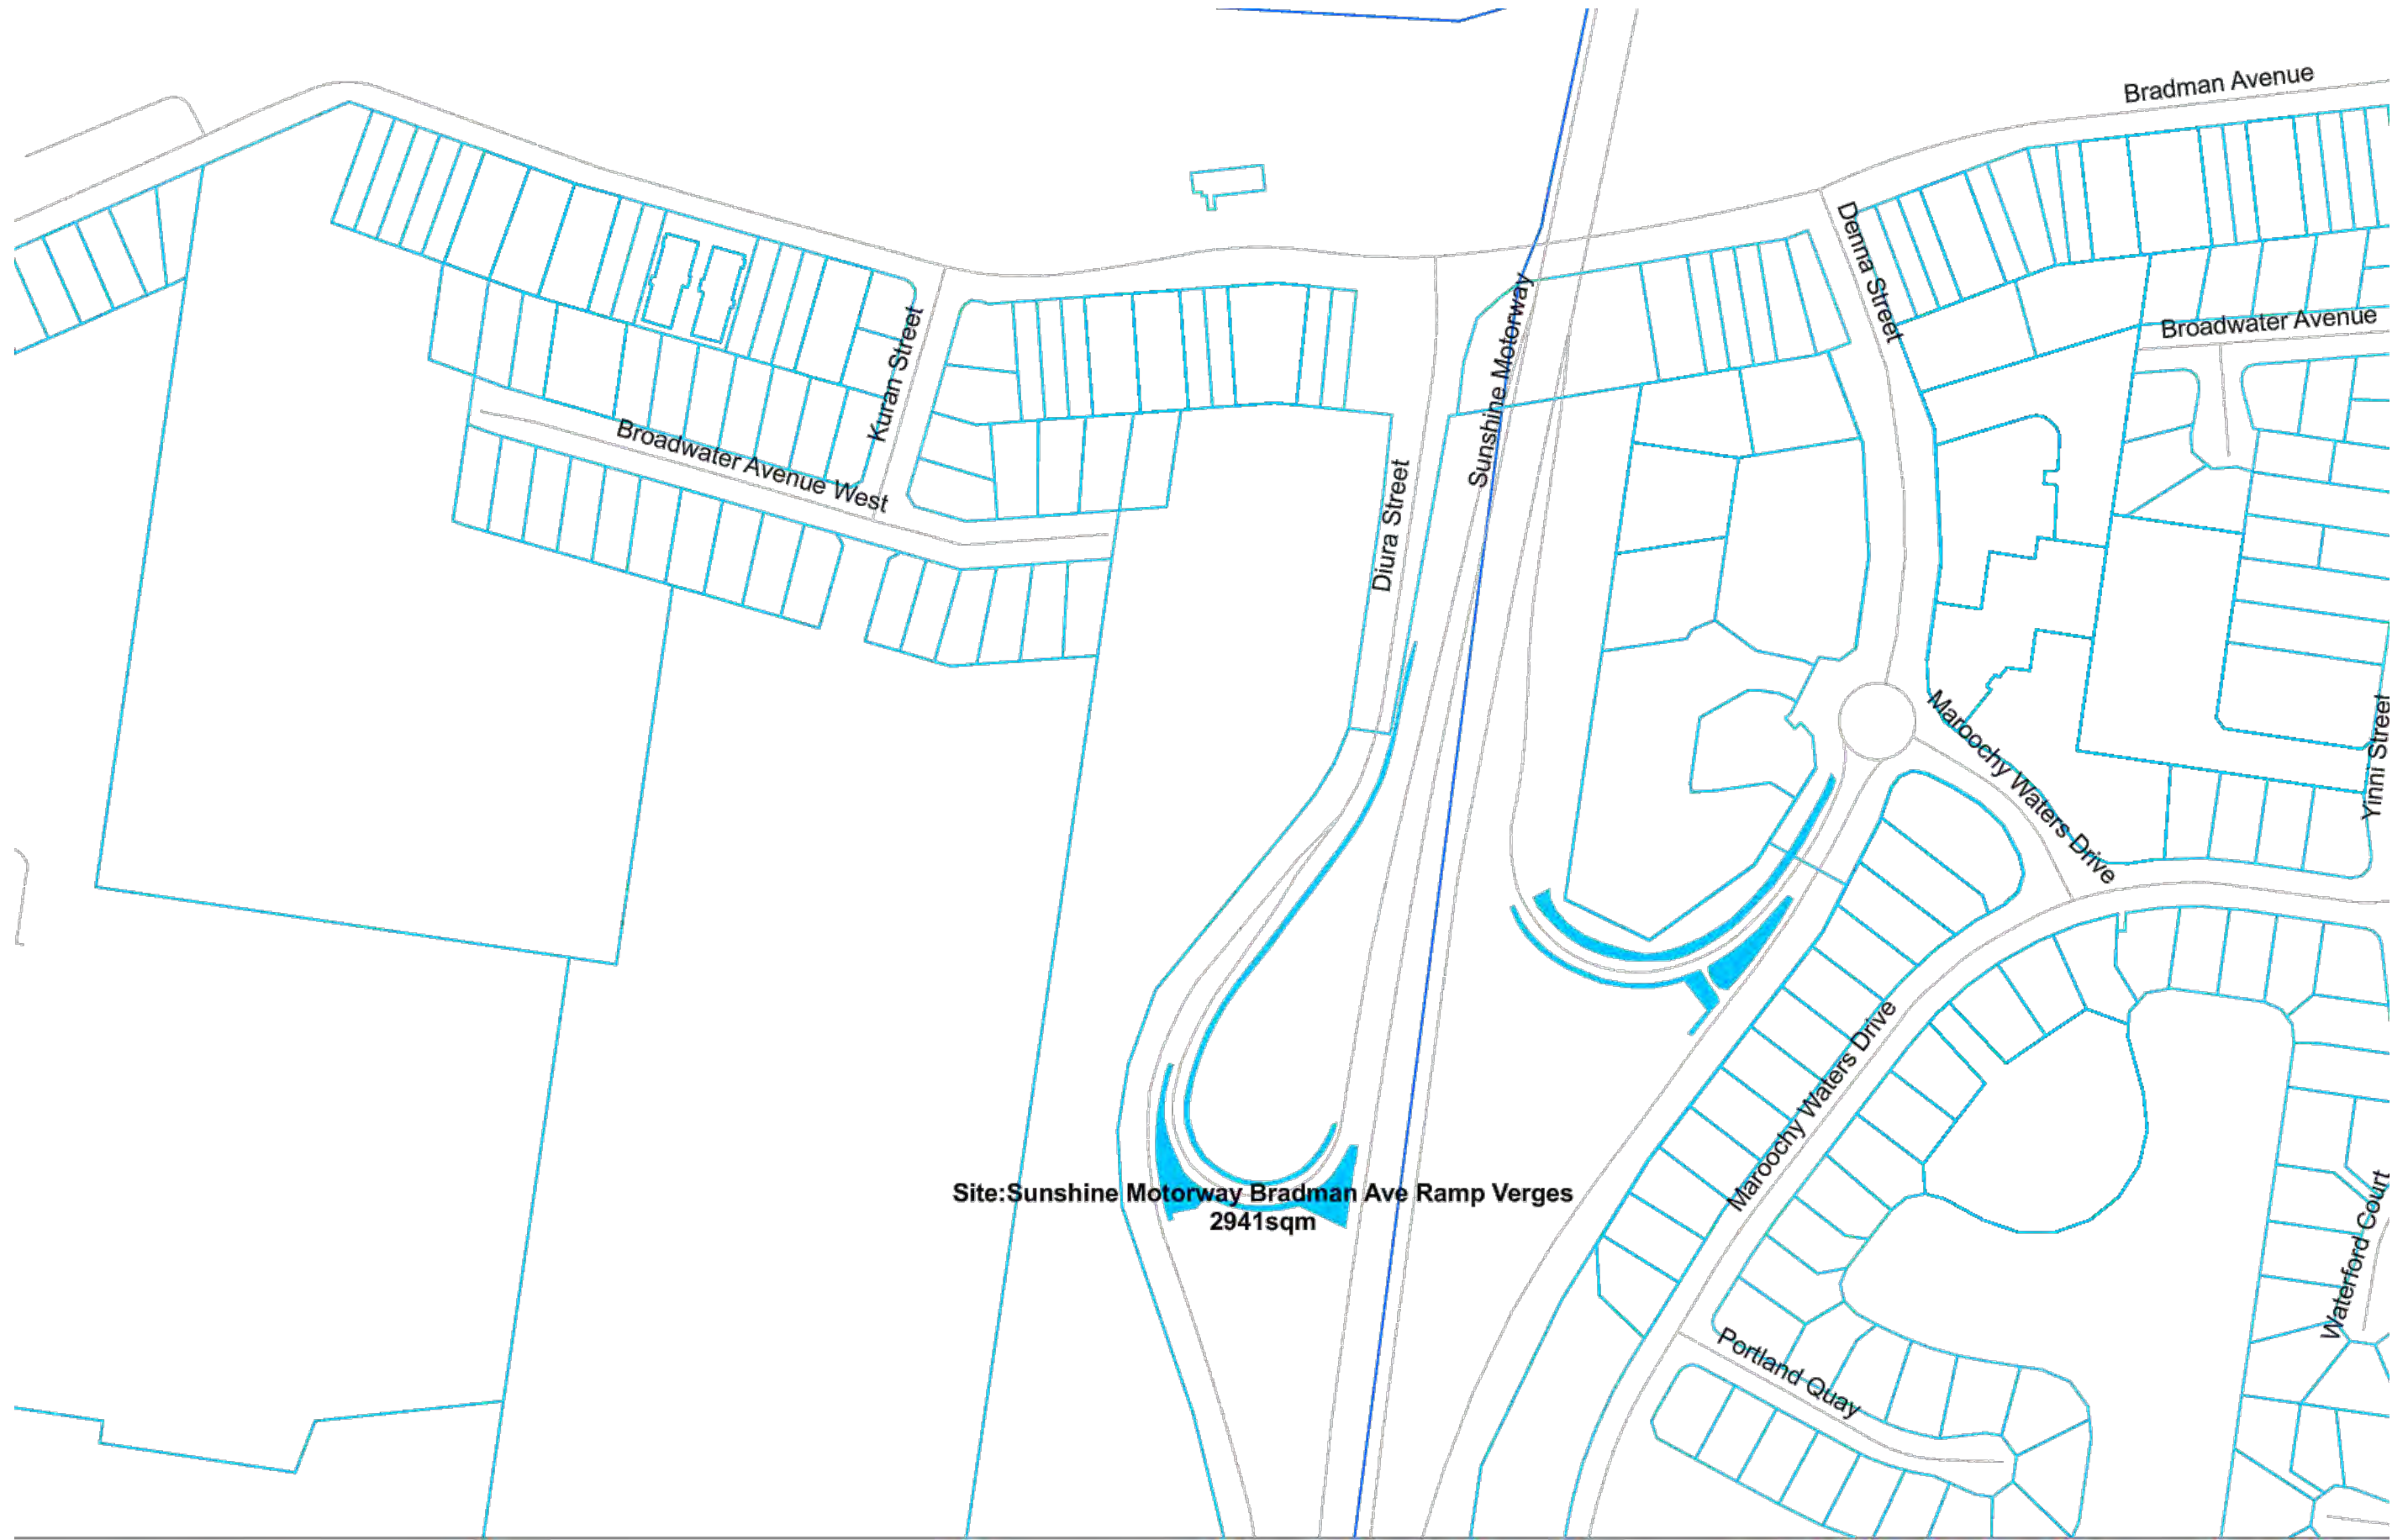 Bradman Avenue
Denna Street
Broadwater Avenue
Kuran Street
Sunshine Motorway
Broadwater Avenue West
Diura Street
Maroochy Waters Drive
Yinni Street
Maroochy Waters Drive
Site:Sunshine Motorway Bradman Ave Ramp Verges
2941sqm
Waterford Court
Portland Quay